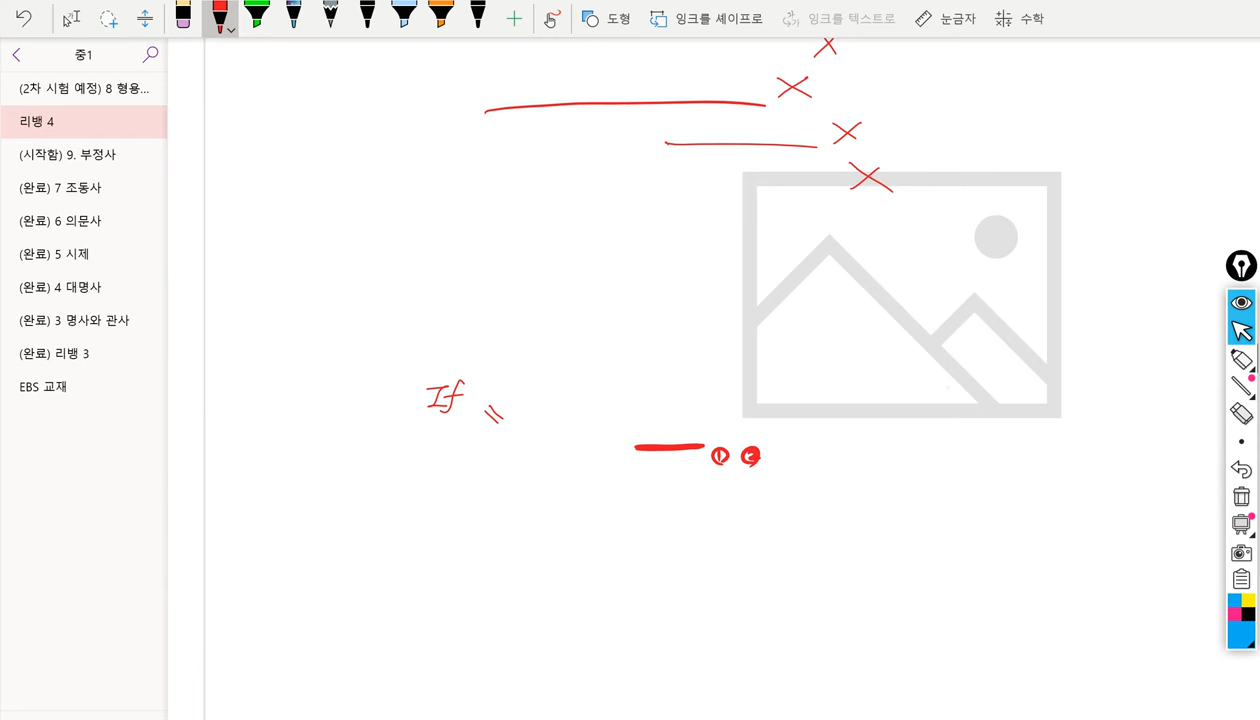 도형
잉크를 셰이프로
잉크를 텍스트로
눈금자
수학
중1
(2차 시험 예정) 8 형용...
리뱅 4
(시작함) 9. 부정사
(완료) 7 조동사
(완료) 6 의문사
(완료) 5 시제
(완료) 4 대명사
(완료) 3 명사와 관사
(완료) 리뱅 3
EBS 교재
If